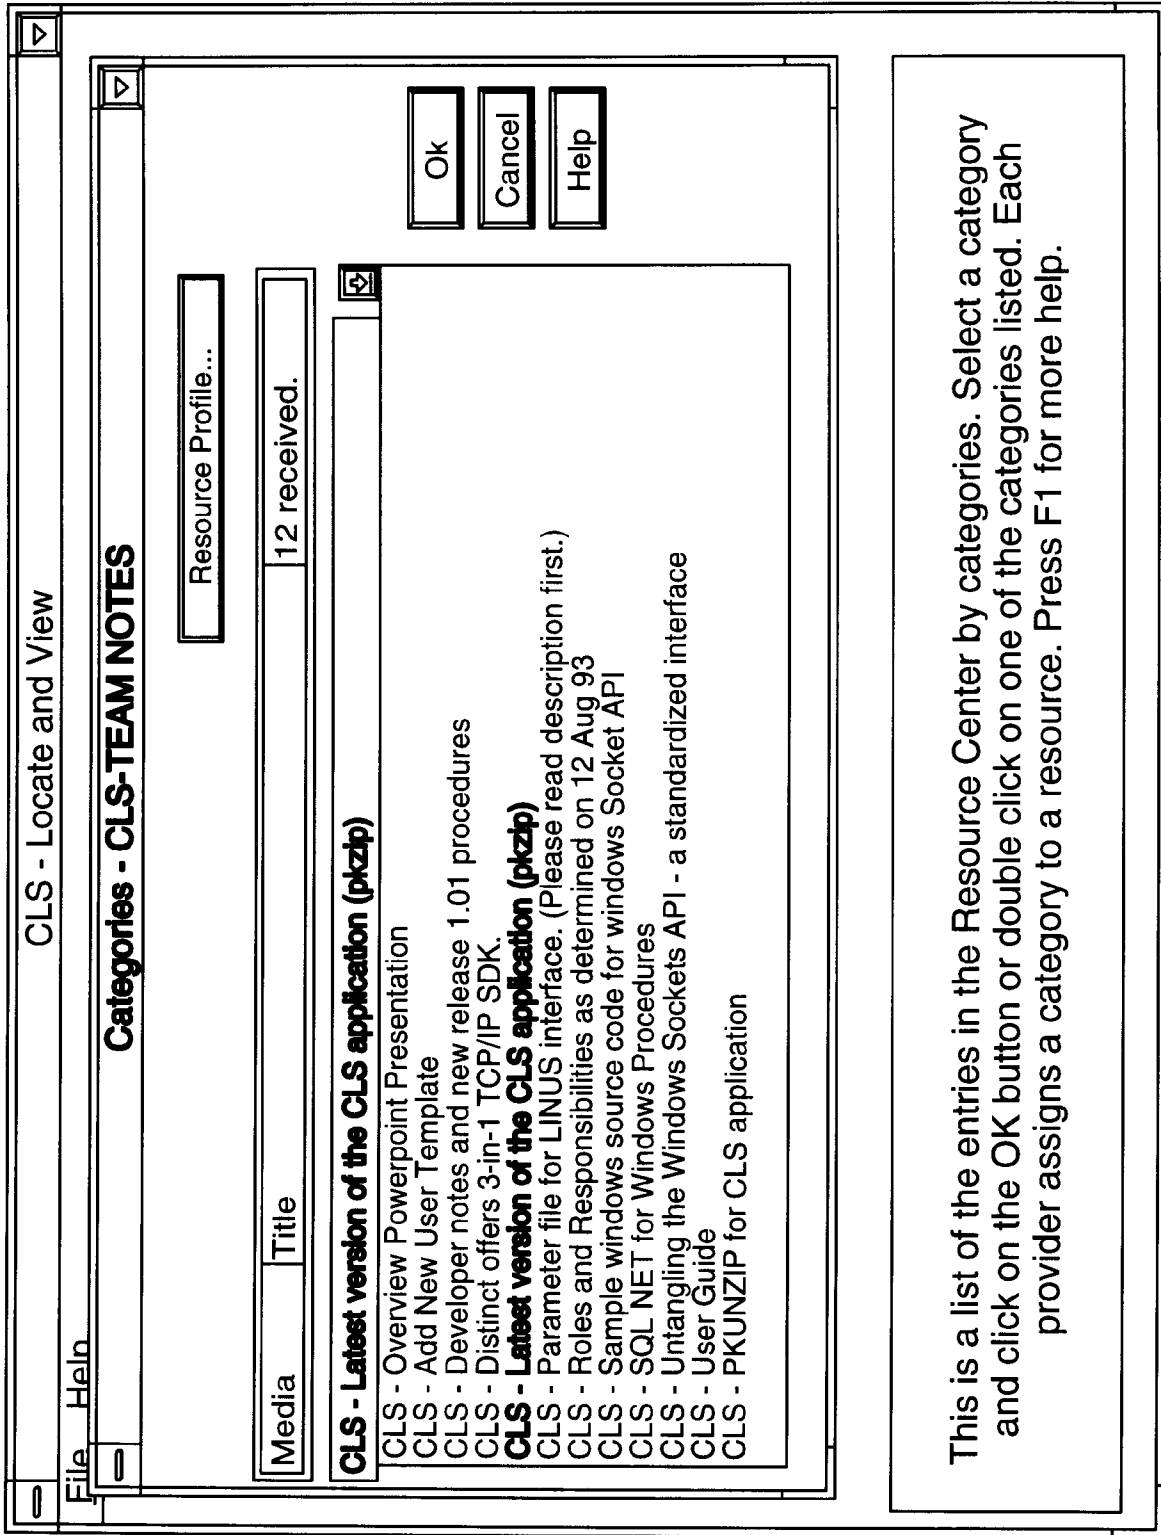 CLS - Locate and View
File Help
Categories - CLS-TEAM NOTES
Resource Profile...
Media Title 12 received.
CLS - Latest version of the CLS application (pkzip)
CLS - Overview Powerpoint Presentation
CLS - Add New User Template
CLS - Developer notes and new release 1.01 procedures
CLS - Distinct offers 3-in-1 TCP/IP SDK.
CLS - Latest version of the CLS application (pkzip)
CLS - Parameter file for LINUS interface. (Please read description first.)
CLS - Roles and Responsibilities as determined on 12 Aug 93
CLS - Sample windows source code for windows Socket API
CLS - SQL NET for Windows Procedures
CLS - Untangling the Windows Sockets API - a standardized interface
CLS - User Guide
CLS - PKUNZIP for CLS application
Ok
Cancel
Help
This is a list of the entries in the Resource Center by categories. Select a category
and click on the OK button or double click on one of the categories listed. Each
provider assigns a category to a resource. Press F1 for more help.